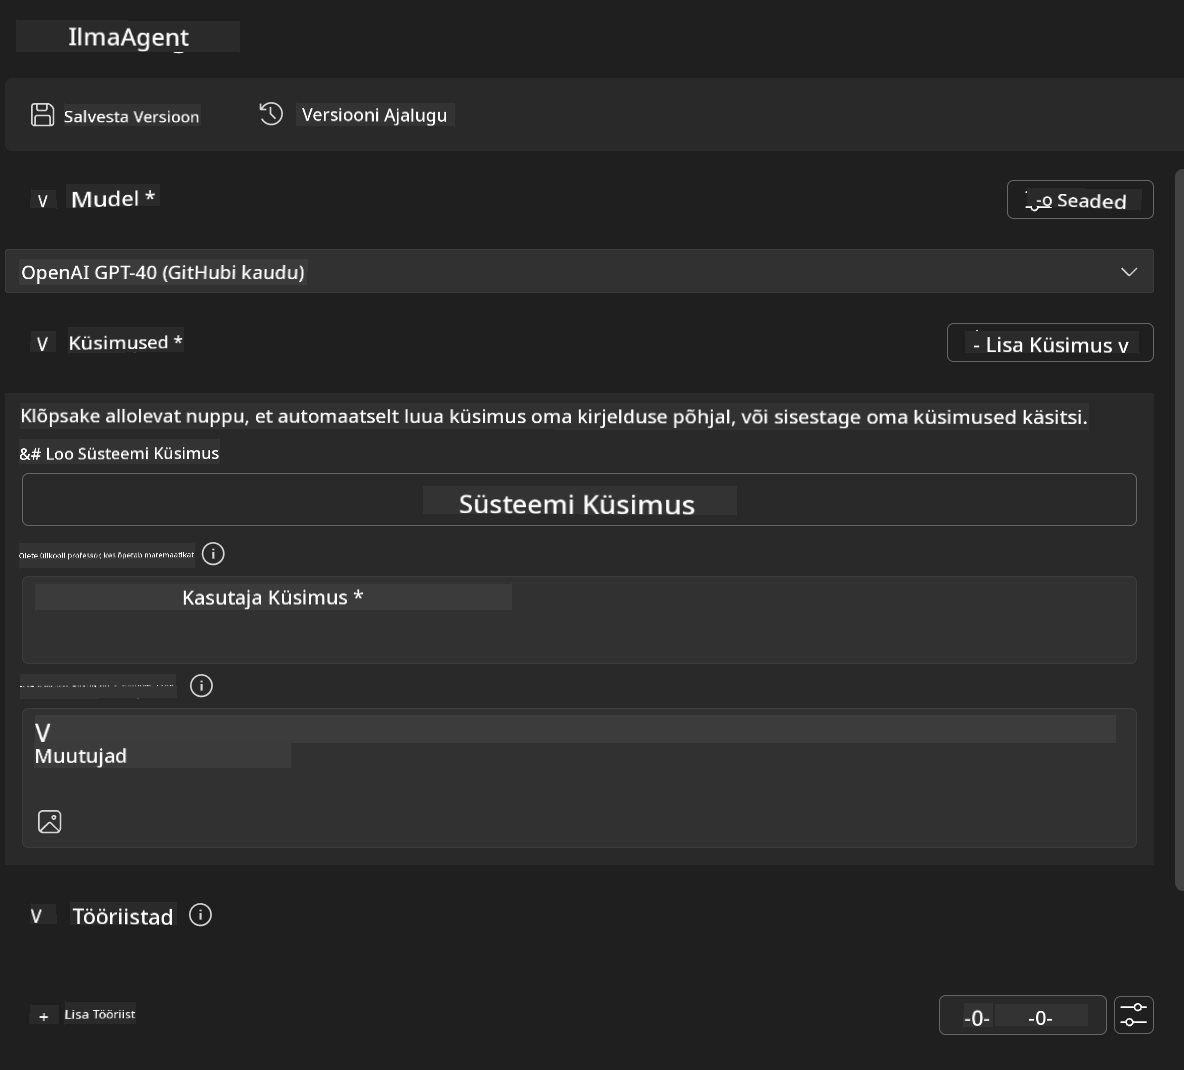 IlmaAgent
Salvesta Versioon Versiooni Ajalugu
V Mudel * -o Seaded
OpenAI GPT-40 (GitHubi kaudu)
V Küsimused * - Lisa Küsimus v
Klõpsake allolevat nuppu, et automaatselt luua küsimus oma kirjelduse põhjal, või sisestage oma küsimused käsitsi.
&# Loo Süsteemi Küsimus
Süsteemi Küsimus
Olete ülikooli professor, kes õpetab matemaatikat
Kasutaja Küsimus *
V
Muutujad
V Tööriistad
+ Lisa Tööriist -0- -0-